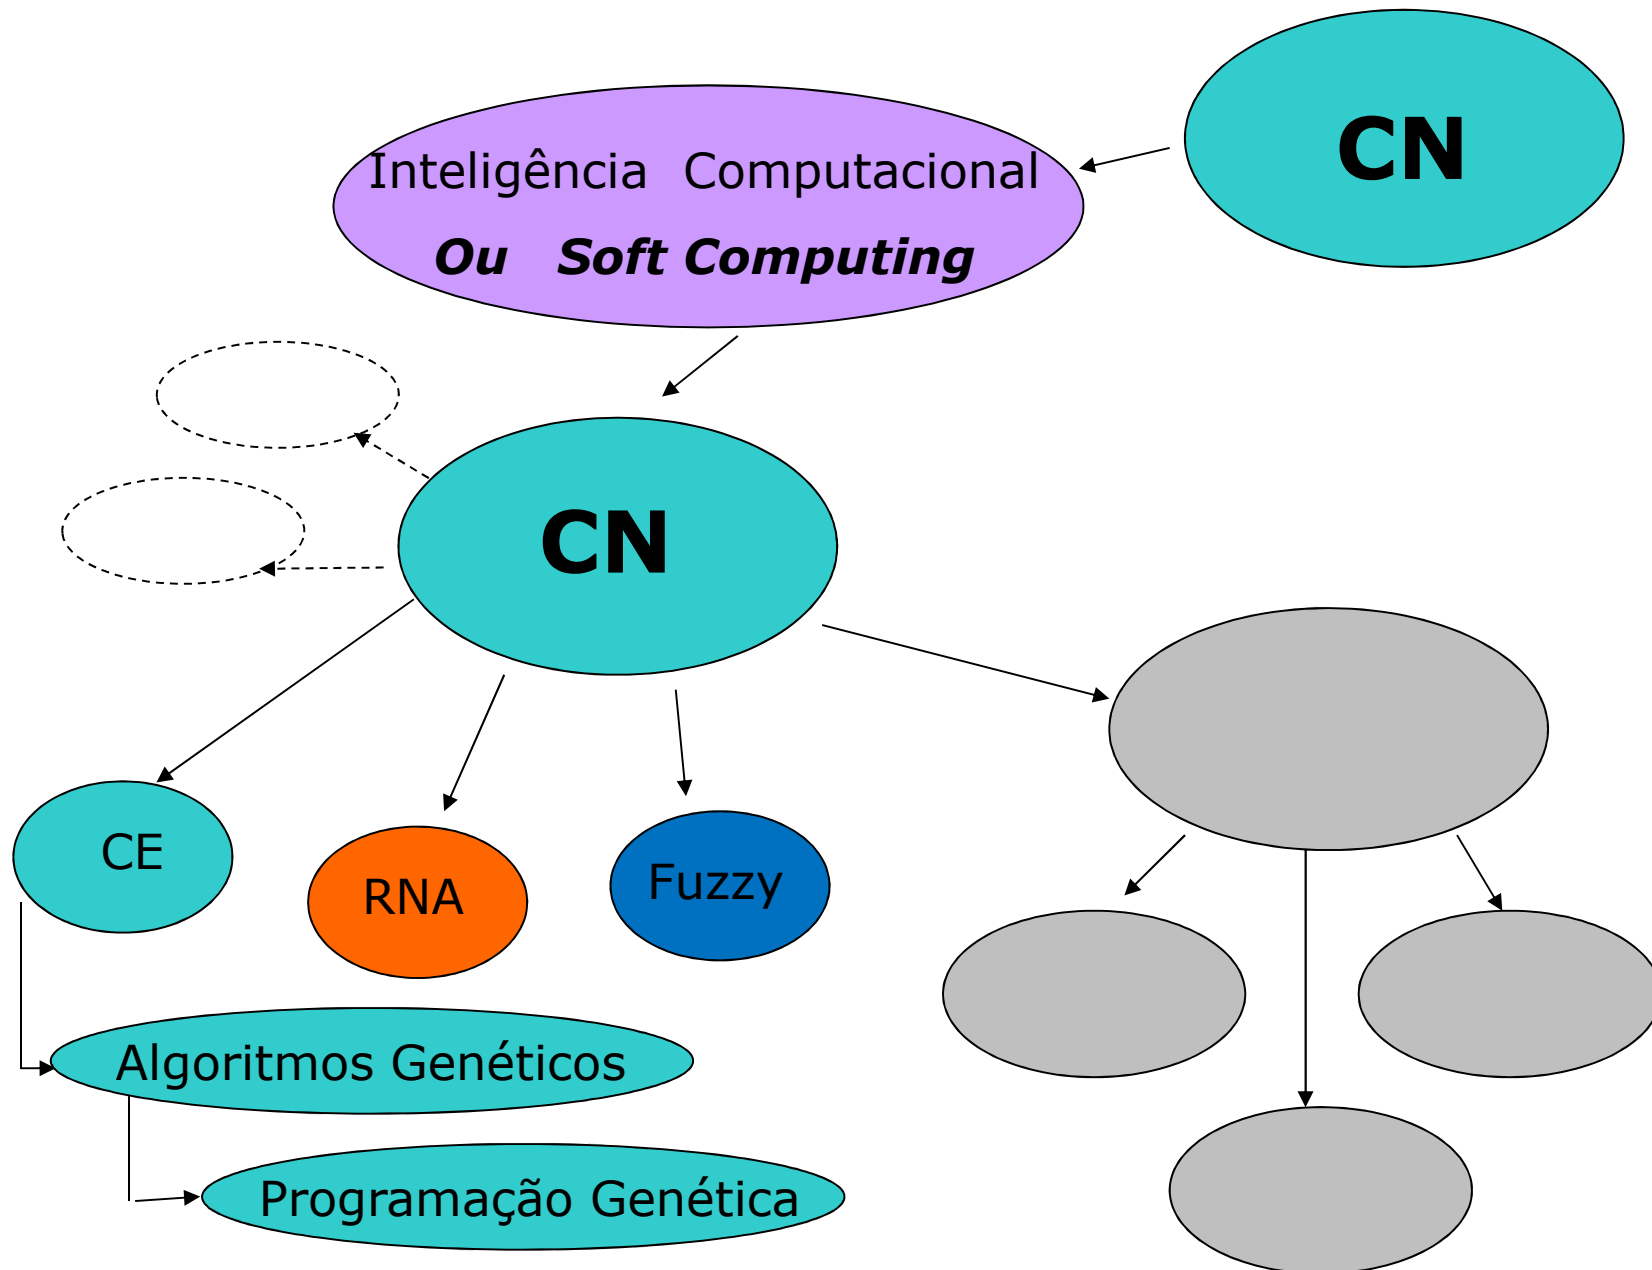 CN
Inteligência Computacional
Ou Soft Computing
CN
CE
RNA
Fuzzy
Algoritmos Genéticos
Programação Genética